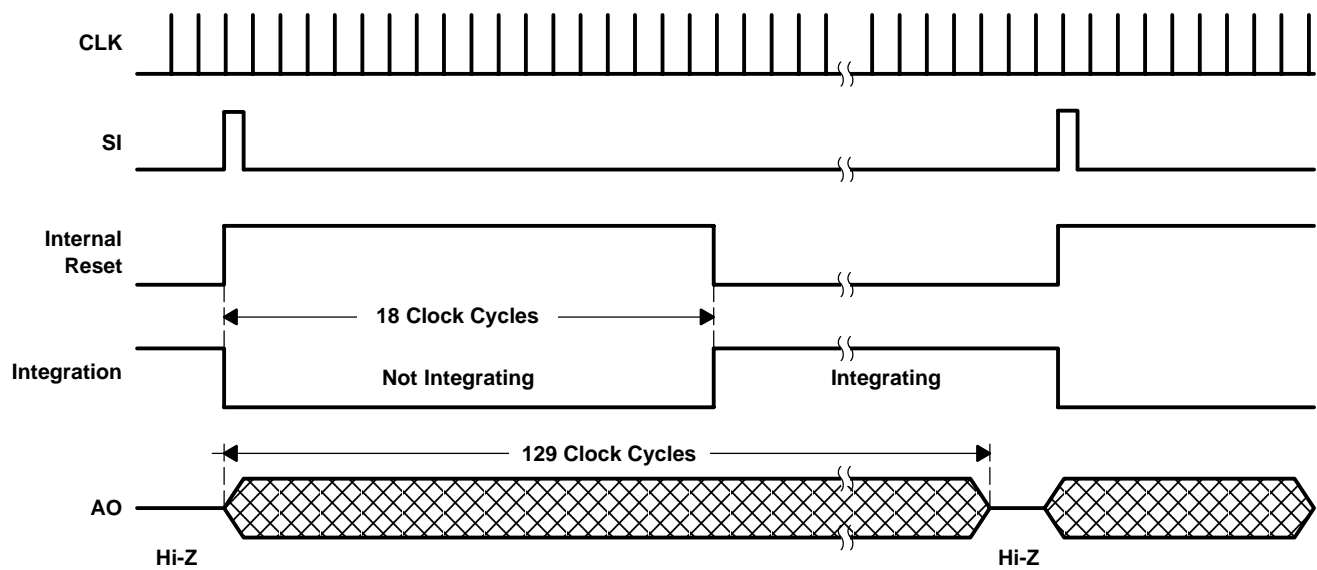 CLK
SI
Internal
Reset
18 Clock Cycles
Integration
Not Integrating
Integrating
129 Clock Cycles
AO
Hi-Z
Hi-Z